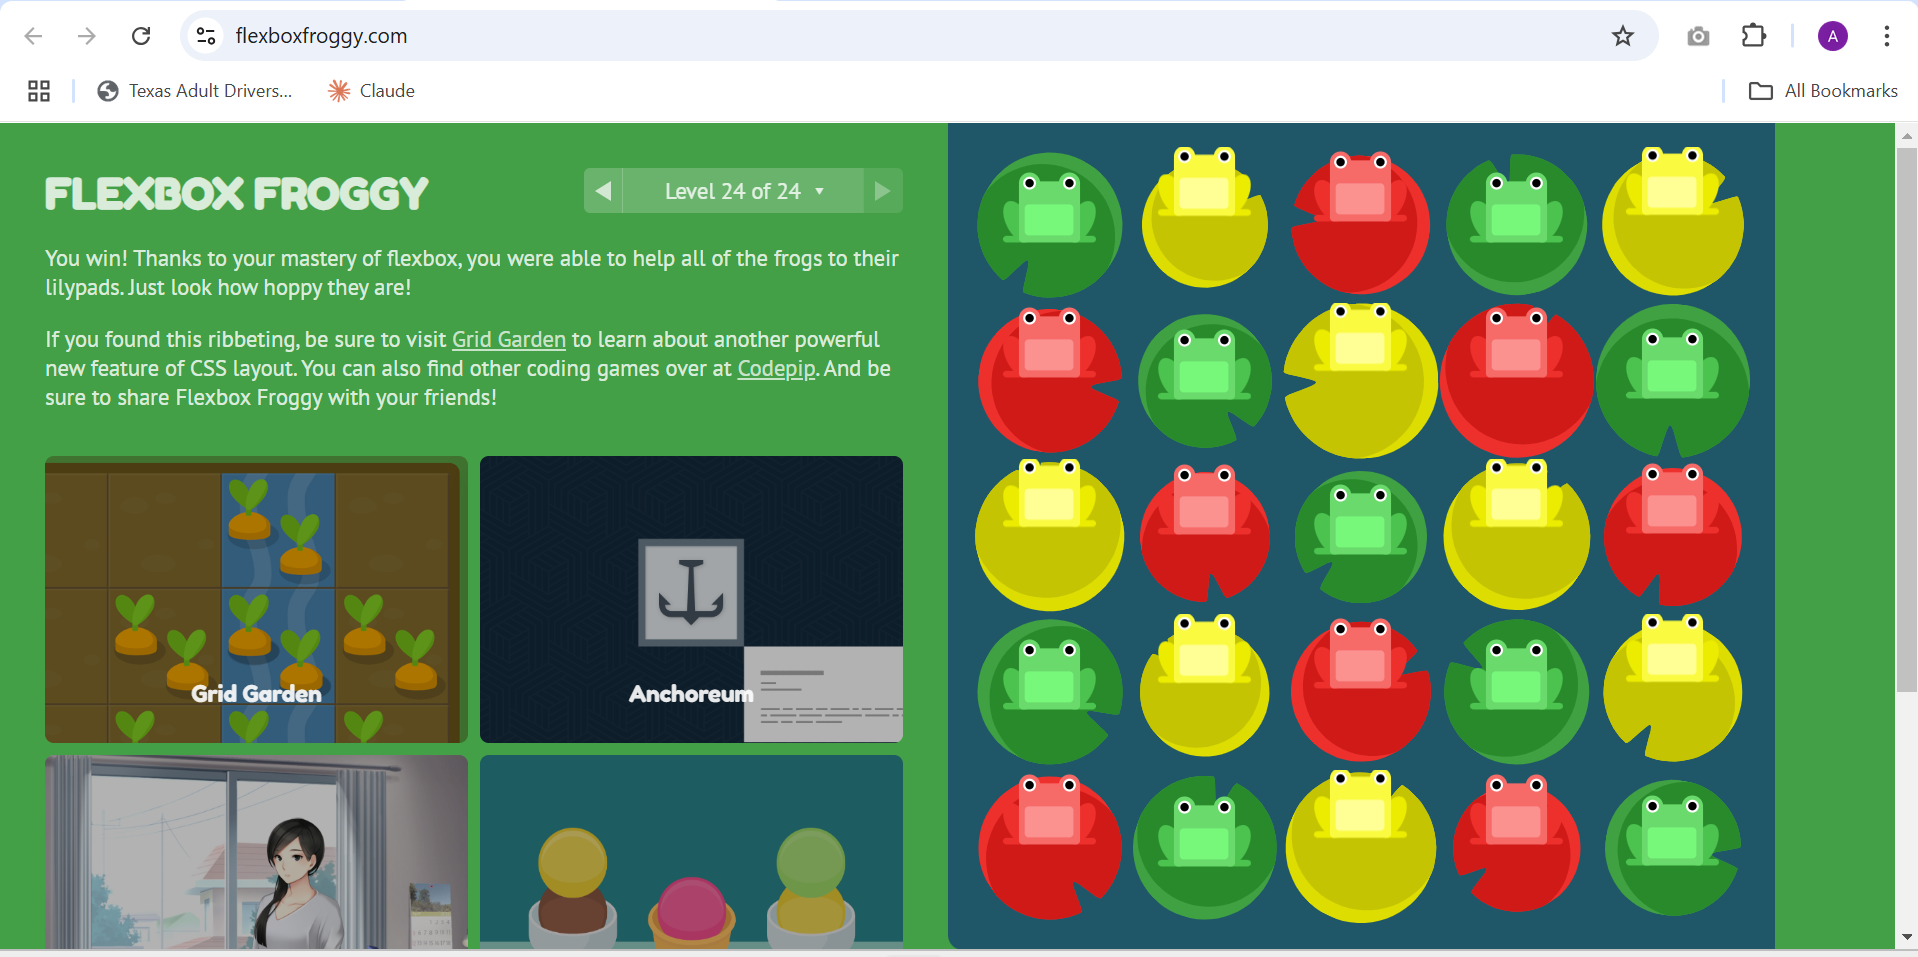 flexboxfroggy.com
A
Texas Adult Drivers...
Claude
All Bookmarks
FLEXBOX FROGGY
Level 24 of 24
You win! Thanks to your mastery of flexbox, you were able to help all of the frogs to their
lilypads. Just look how hoppy they are!
If you found this ribbeting, be sure to visit Grid Garden to learn about another powerful
new feature of CSS layout. You can also find other coding games over at Codepip. And be
sure to share Flexbox Froggy with your friends!
Grid Garden
Anchoreum